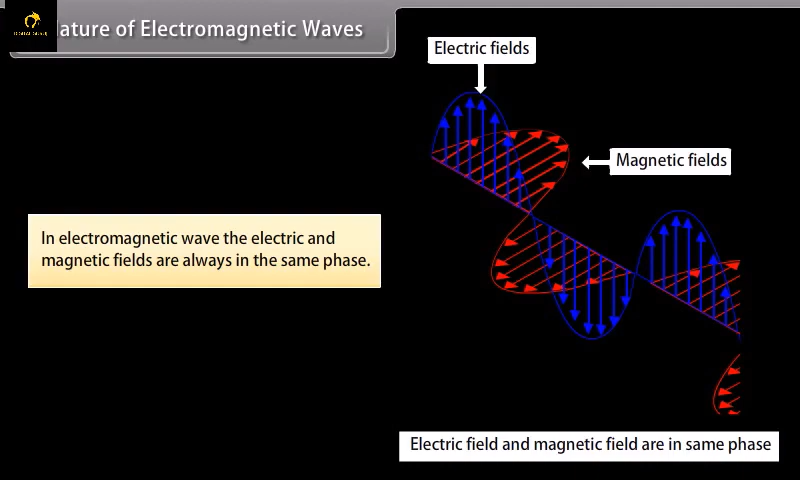 ature of Electromagnetic Waves
Electric fields
Magnetic fields
In electromagnetic wave the electric and
magnetic fields are always in the same phase.
Electric field and magnetic field are in same phase